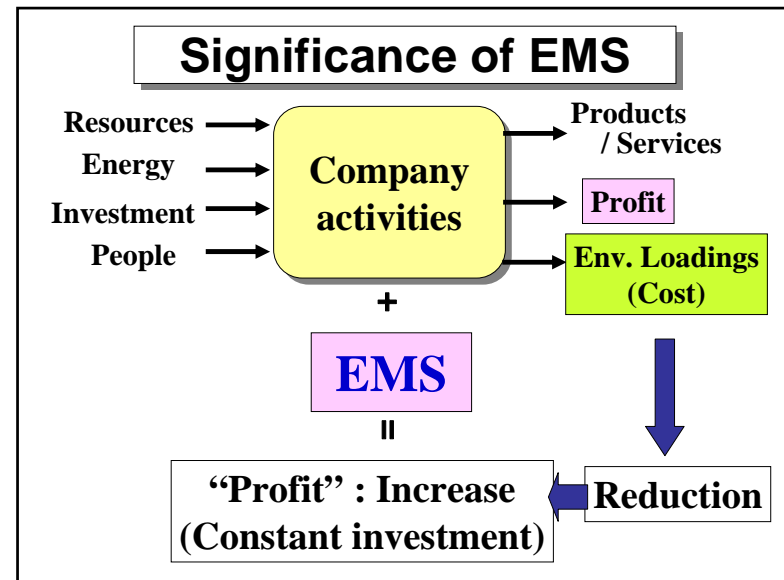 Significance of EMS
Resources
Energy
Investment
People
Company
activities
Products
/ Services
Profit
Env. Loadings
(Cost)
+
EMS
=
“Profit” : Increase
(Constant investment)
Reduction